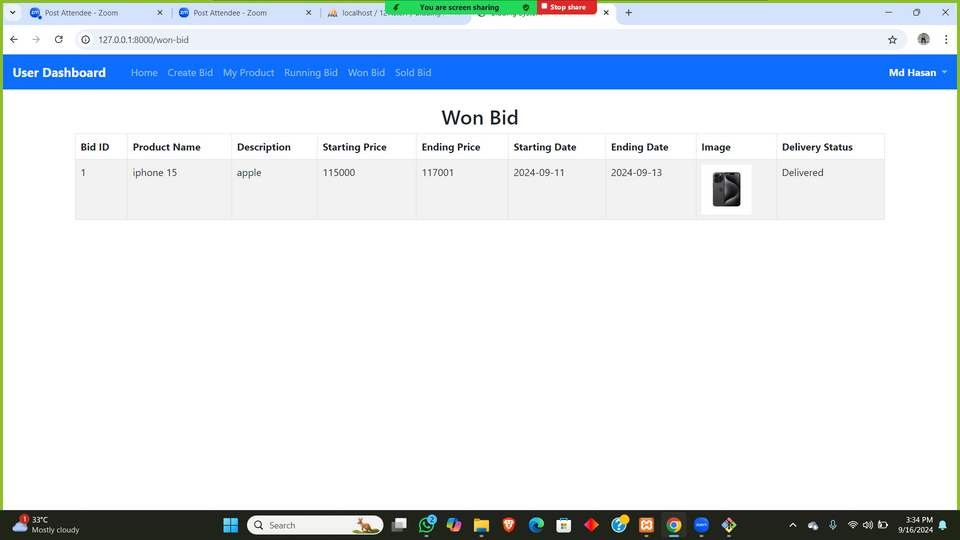 Post Attendee - Zoom
Post Attendee - Zoom
localhost / 127
You are screen sharing
Stop share
127.0.0.1:8000/won-bid
User Dashboard Home Create Bid My Product Running Bid Won Bid Sold Bid Md Hasan
Won Bid
Bid ID Product Name Description Starting Price Ending Price Starting Date Ending Date Image Delivery Status
1 iphone 15 apple 115000 117001 2024-09-11 2024-09-13 Delivered
33°C
Mostly cloudy
Search
3:34 PM
9/16/2024